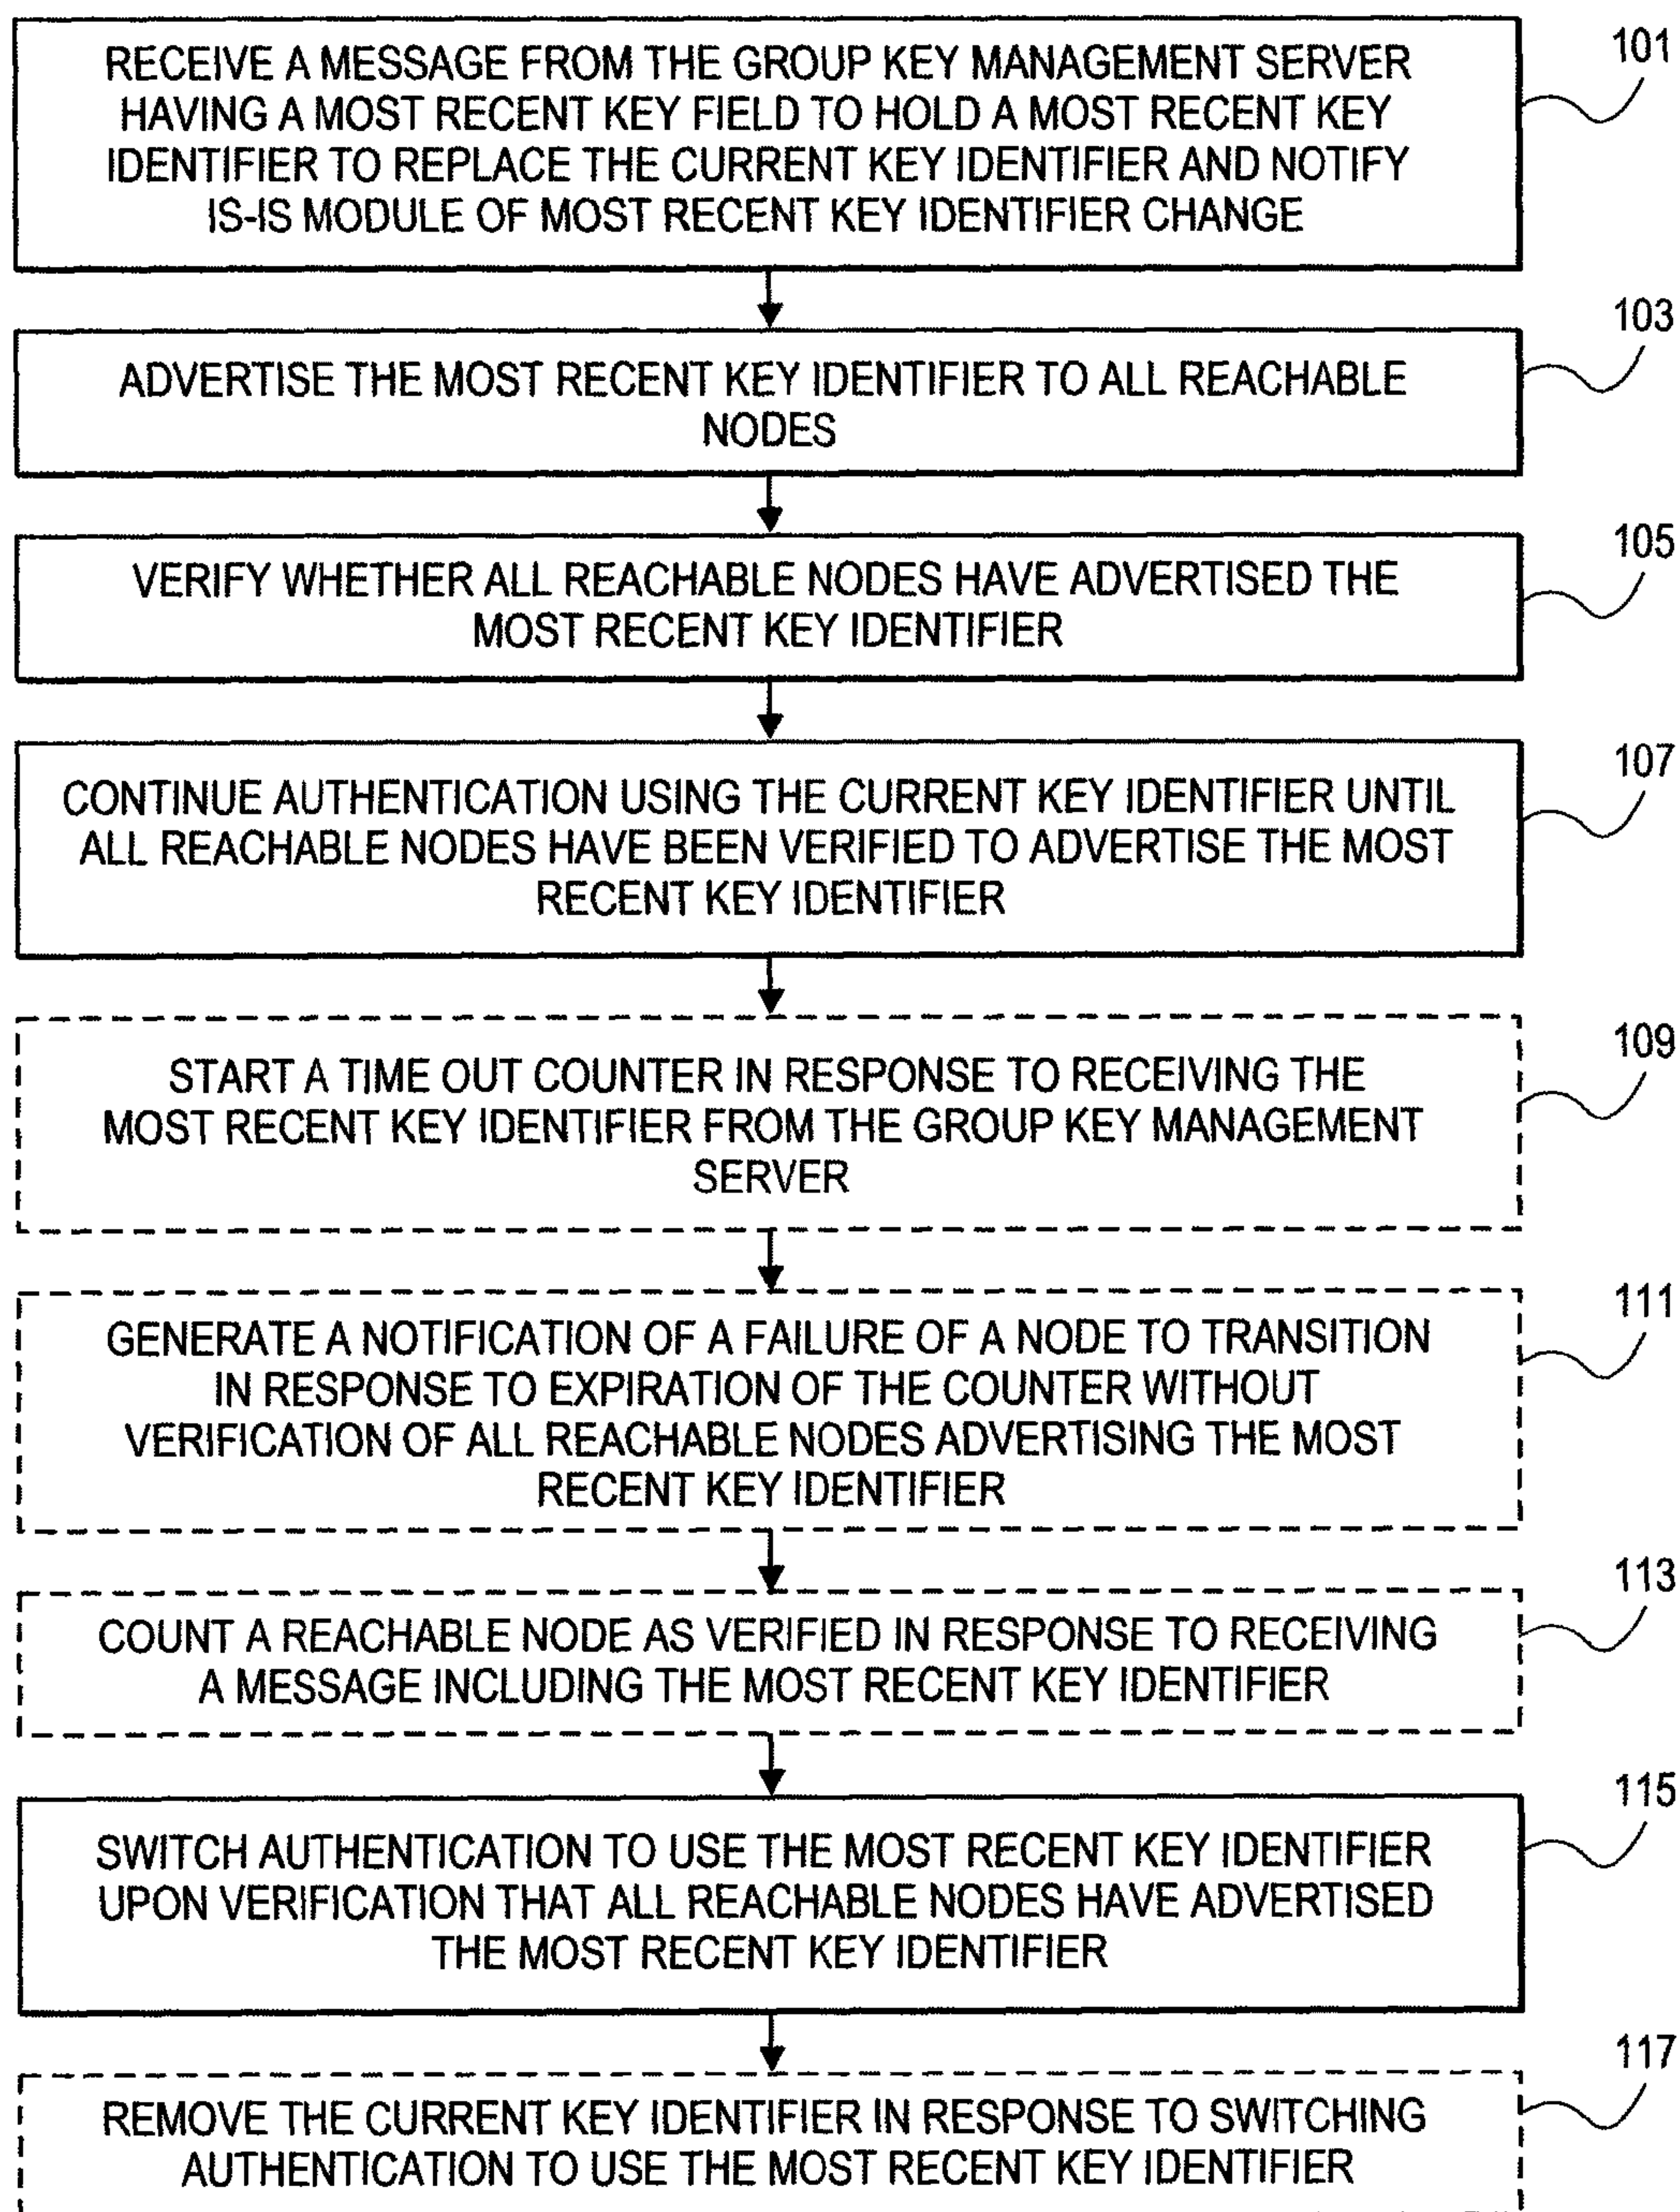 RECEIVE A MESSAGE FROM THE GROUP KEY MANAGEMENT SERVER
HAVING A MOST RECENT KEY FIELD TO HOLD A MOST RECENT KEY
IDENTIFIER TO REPLACE THE CURRENT KEY IDENTIFIER AND NOTIFY
IS-IS MODULE OF MOST RECENT KEY IDENTIFIER CHANGE
101
ADVERTISE THE MOST RECENT KEY IDENTIFIER TO ALL REACHABLE
NODES
103
VERIFY WHETHER ALL REACHABLE NODES HAVE ADVERTISED THE
MOST RECENT KEY IDENTIFIER
105
CONTINUE AUTHENTICATION USING THE CURRENT KEY IDENTIFIER UNTIL
ALL REACHABLE NODES HAVE BEEN VERIFIED TO ADVERTISE THE MOST
RECENT KEY IDENTIFIER
107
START A TIME OUT COUNTER IN RESPONSE TO RECEIVING THE
MOST RECENT KEY IDENTIFIER FROM THE GROUP KEY MANAGEMENT
SERVER
109
GENERATE A NOTIFICATION OF A FAILURE OF A NODE TO TRANSITION
IN RESPONSE TO EXPIRATION OF THE COUNTER WITHOUT
VERIFICATION OF ALL REACHABLE NODES ADVERTISING THE MOST
RECENT KEY IDENTIFIER
111
COUNT A REACHABLE NODE AS VERIFIED IN RESPONSE TO RECEIVING
A MESSAGE INCLUDING THE MOST RECENT KEY IDENTIFIER
113
SWITCH AUTHENTICATION TO USE THE MOST RECENT KEY IDENTIFIER
UPON VERIFICATION THAT ALL REACHABLE NODES HAVE ADVERTISED
THE MOST RECENT KEY IDENTIFIER
115
REMOVE THE CURRENT KEY IDENTIFIER IN RESPONSE TO SWITCHING
AUTHENTICATION TO USE THE MOST RECENT KEY IDENTIFIER
117